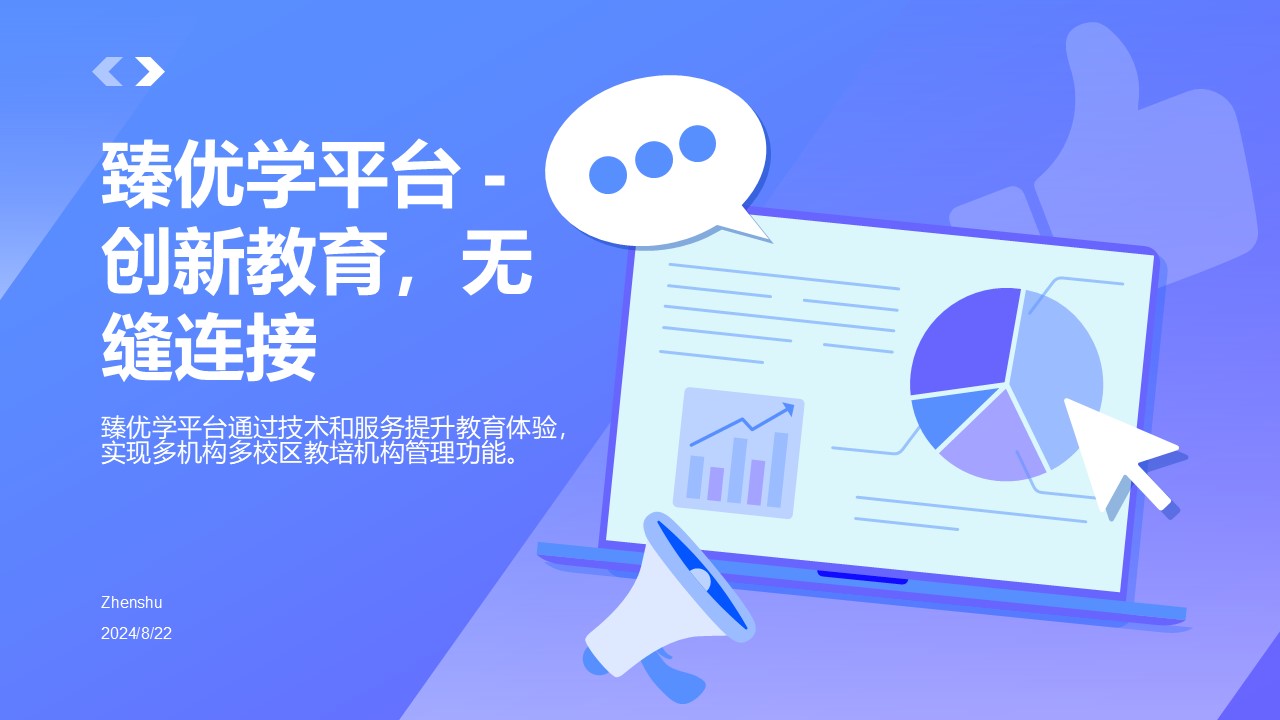 臻优学平台 -
创新教育，无
缝连接
臻优学平台通过技术和服务提升教育体验，
实现多机构多校区教培机构管理功能。
Zhenshu
2024/8/22